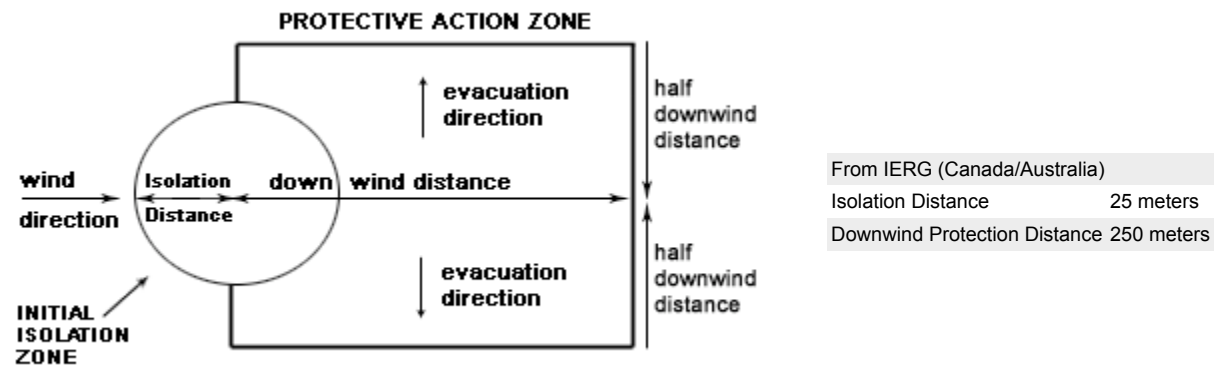 PROTECTIVE ACTION ZONE
evacuation
direction
half
downwind
distance
wind
direction
Isolation
Distance
down wind distance
evacuation
direction
half
downwind
distance
INITIAL
ISOLATION
ZONE
From IERG (Canada/Australia)
Isolation Distance 25 meters
Downwind Protection Distance 250 meters